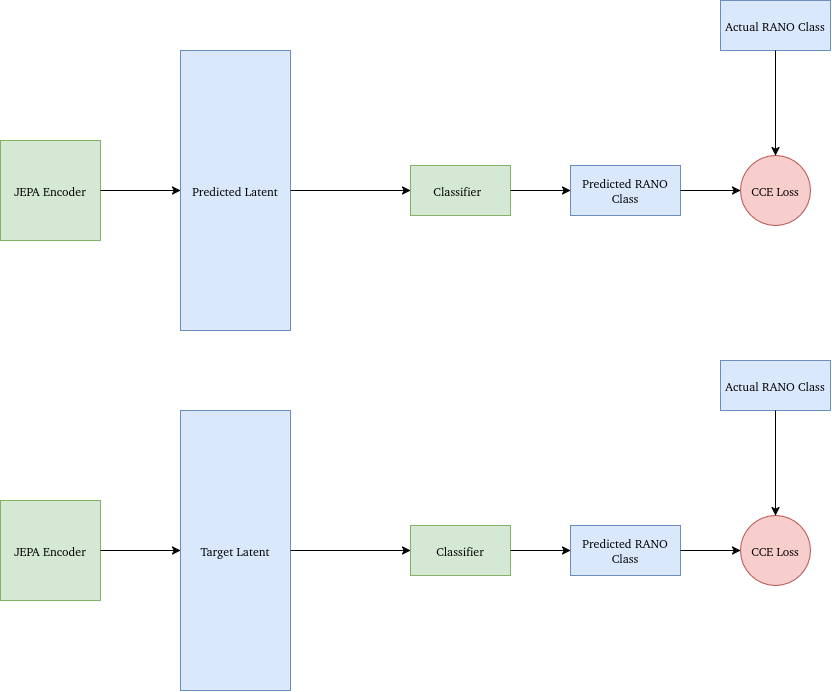 Actual RANO Class
JEPA Encoder
Predicted Latent
Classifier
Predicted RANO
Class
CCE Loss
Actual RANO Class
JEPA Encoder
Target Latent
Classifier
Predicted RANO
Class
CCE Loss